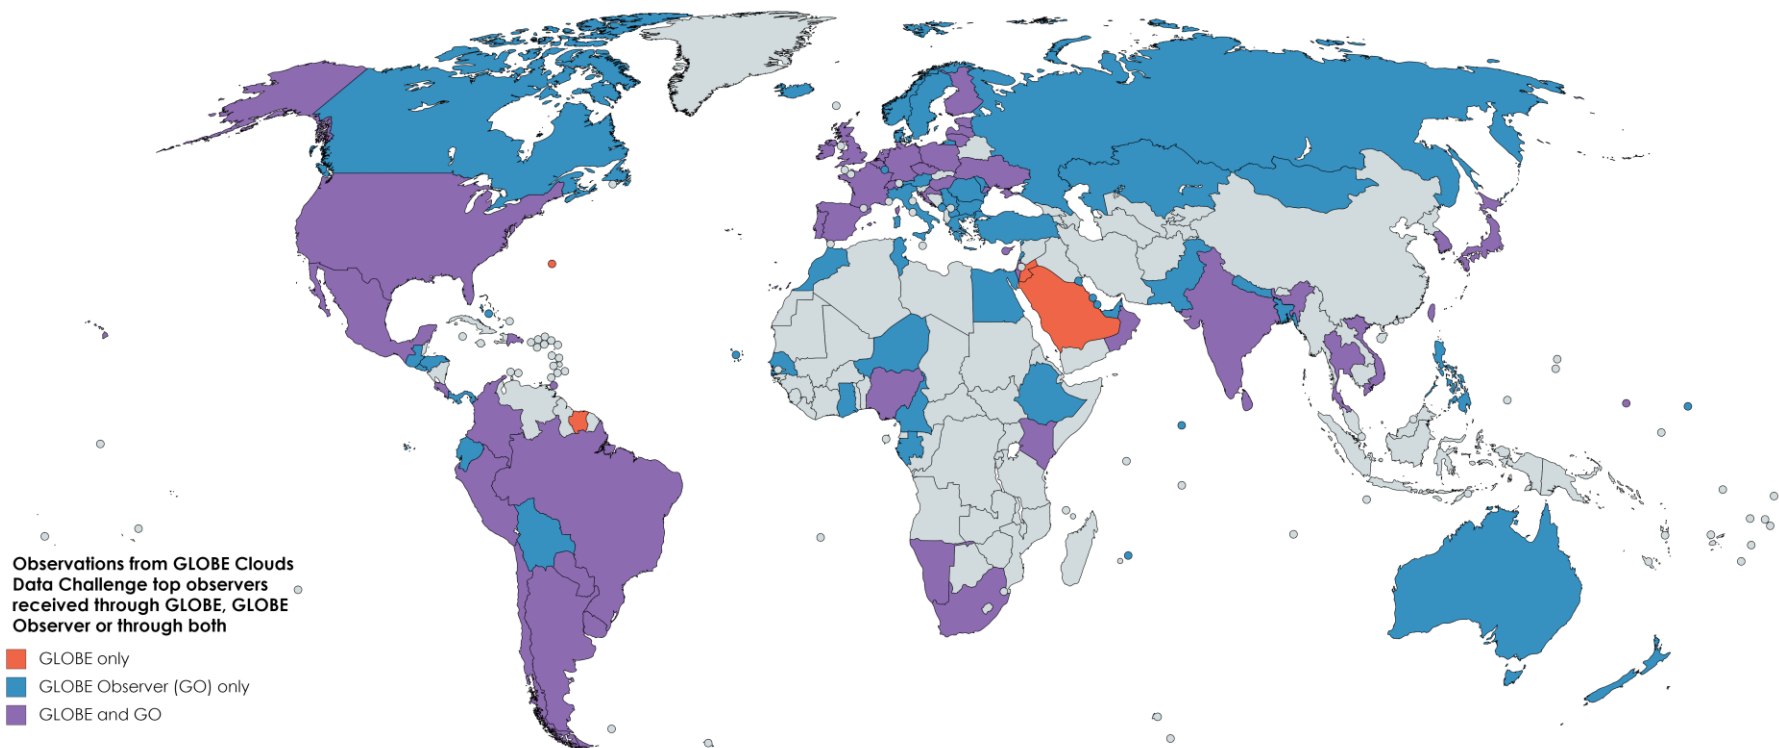 Observations from GLOBE Clouds
Data Challenge top observers
received through GLOBE, GLOBE
Observer or through both
GLOBE only
GLOBE Observer (GO) only
GLOBE and GO